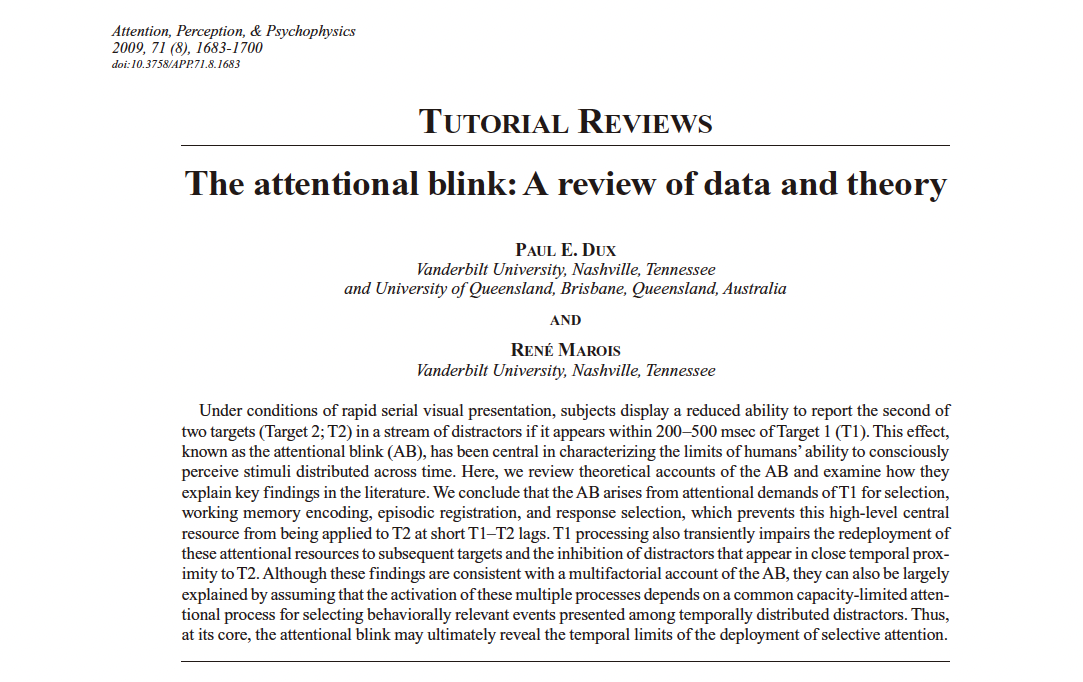 Attention, Perception, & Psychophysics
2009, 71 (8), 1683-1700
doi:10.3758/APP.71.8.1683
TUTORIAL REVIEWS
The attentional blink: A review of data and theory
PAUL E. DUX
Vanderbilt University, Nashville, Tennessee
and University of Queensland, Brisbane, Queensland, Australia
AND
RENÉ MAROIS
Vanderbilt University, Nashville, Tennessee
Under conditions of rapid serial visual presentation, subjects display a reduced ability to report the second of
two targets (Target 2; T2) in a stream of distractors if it appears within 200–500 msec of Target 1 (T1). This effect,
known as the attentional blink (AB), has been central in characterizing the limits of humans’ ability to consciously
perceive stimuli distributed across time. Here, we review theoretical accounts of the AB and examine how they
explain key findings in the literature. We conclude that the AB arises from attentional demands of T1 for selection,
working memory encoding, episodic registration, and response selection, which prevents this high-level central
resource from being applied to T2 at short T1–T2 lags. T1 processing also transiently impairs the redeployment of
these attentional resources to subsequent targets and the inhibition of distractors that appear in close temporal prox-
imity to T2. Although these findings are consistent with a multifactorial account of the AB, they can also be largely
explained by assuming that the activation of these multiple processes depends on a common capacity-limited atten-
tional process for selecting behaviorally relevant events presented among temporally distributed distractors. Thus,
at its core, the attentional blink may ultimately reveal the temporal limits of the deployment of selective attention.